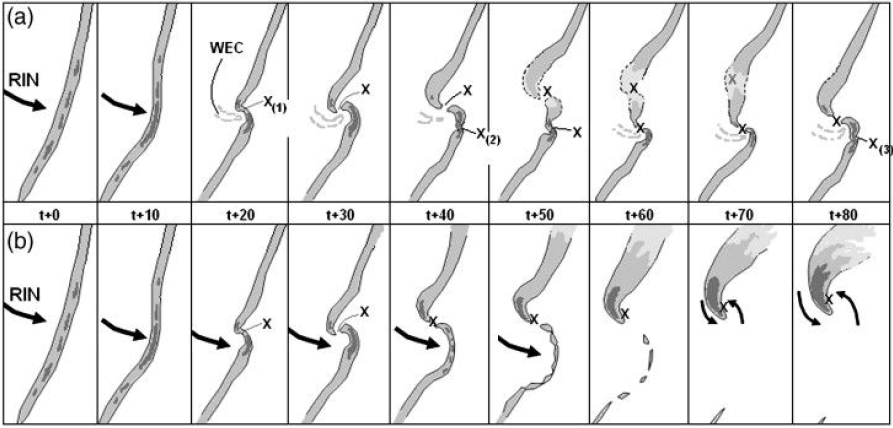 (a)
RIN
WEC
X(1)
X
X
X(2)
X
X
X
X
X
X
X
X
X(3)
t+0 t+10 t+20 t+30 t+40 t+50 t+60 t+70 t+80
(b)
RIN
X
X
X
X
X
X
X